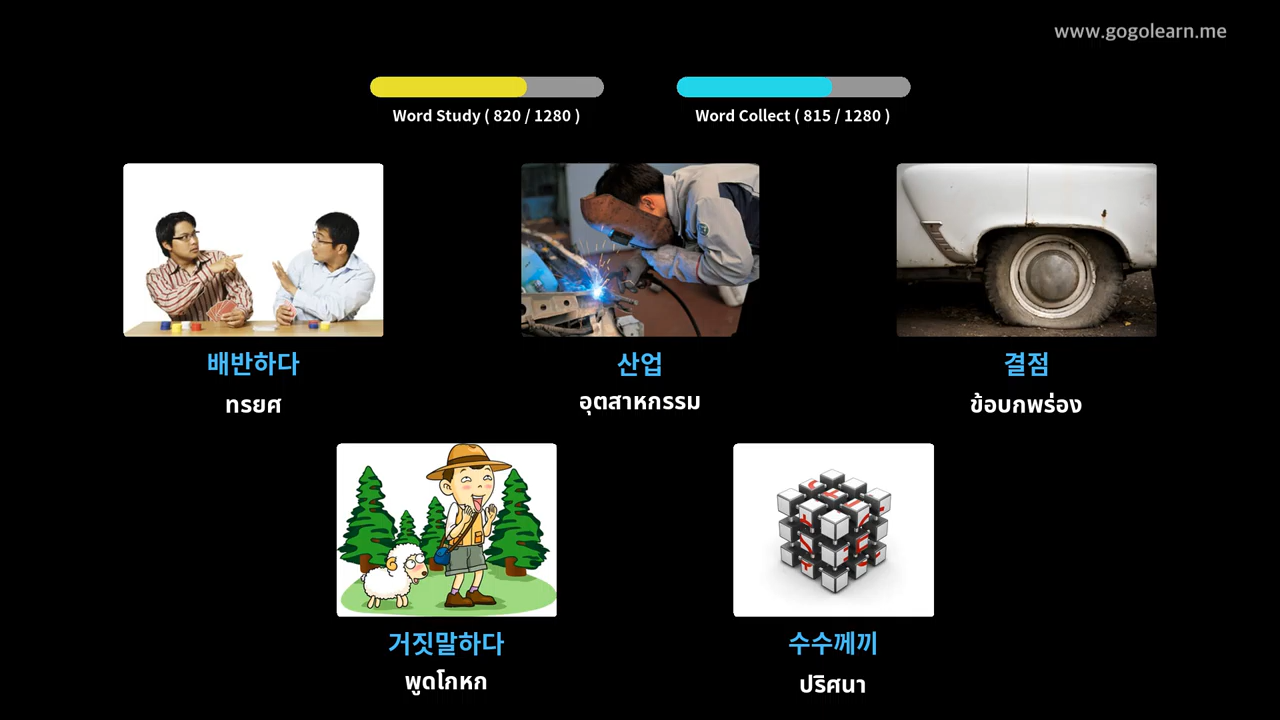 www.gogolearn.me
Word Study ( 820 / 1280 )
Word Collect ( 815 / 1280 )
배반하다
산업
결점
ทรยศ
อุตสาหกรรม
ข้อบกพร่อง
거짓말하다
수수께끼
พูดโกหก
ปริศนา